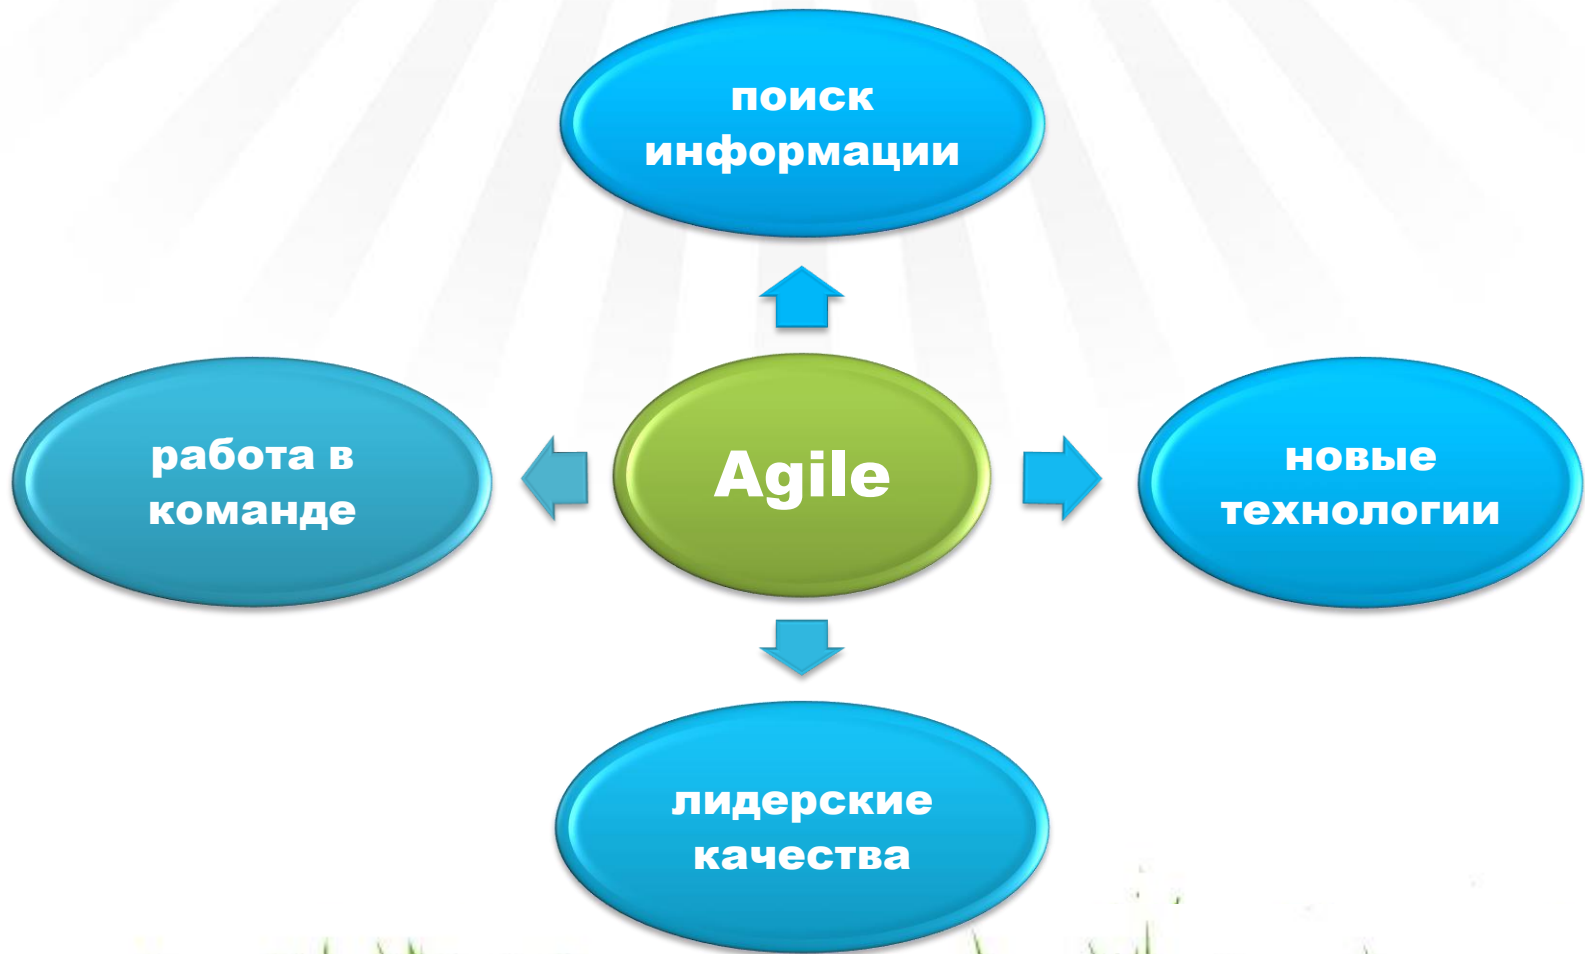 поиск
информации
работа в
команде
Agile
новые
технологии
лидерские
качества